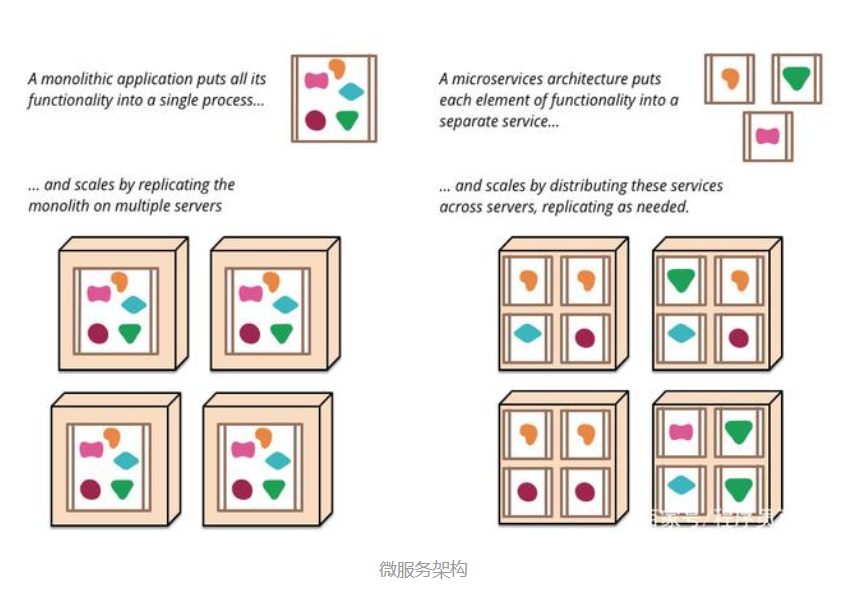 A monolithic application puts all its
functionality into a single process...
A microservices architecture puts
each element of functionality into a
separate service...
... and scales by replicating the
monolith on multiple servers
... and scales by distributing these services
across servers, replicating as needed.
微服务架构